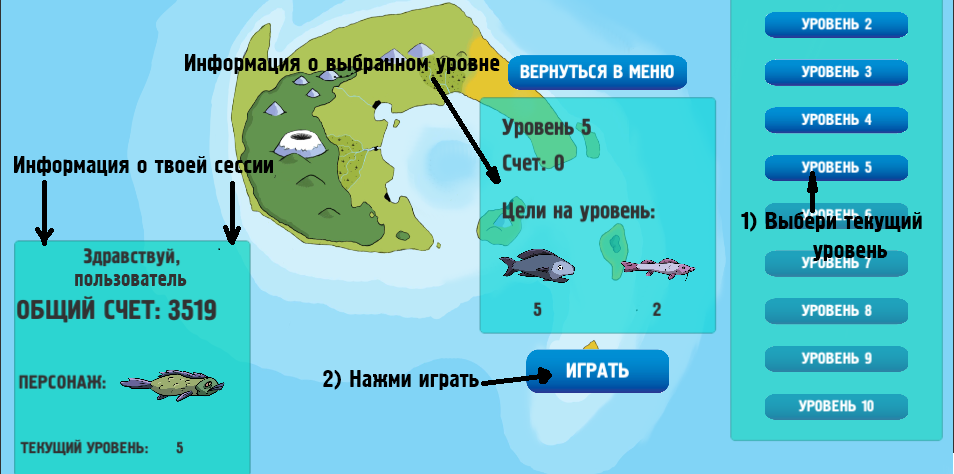 Информация о выбранном уровне
ВЕРНУТЬСЯ В МЕНЮ
Уровень 5
Счет: 0
Цели на уровень:
5 2
ИГРАТЬ
2) Нажми играть
Информация о твоей сессии
Здравствуй,
пользователь
ОБЩИЙ СЧЕТ: 3519
ПЕРСОНАЖ:
ТЕКУЩИЙ УРОВЕНЬ: 5
УРОВЕНЬ 2
УРОВЕНЬ 3
УРОВЕНЬ 4
УРОВЕНЬ 5
УРОВЕНЬ 6
1) Выбери текущий
уровень
УРОВЕНЬ 7
УРОВЕНЬ 8
УРОВЕНЬ 9
УРОВЕНЬ 10